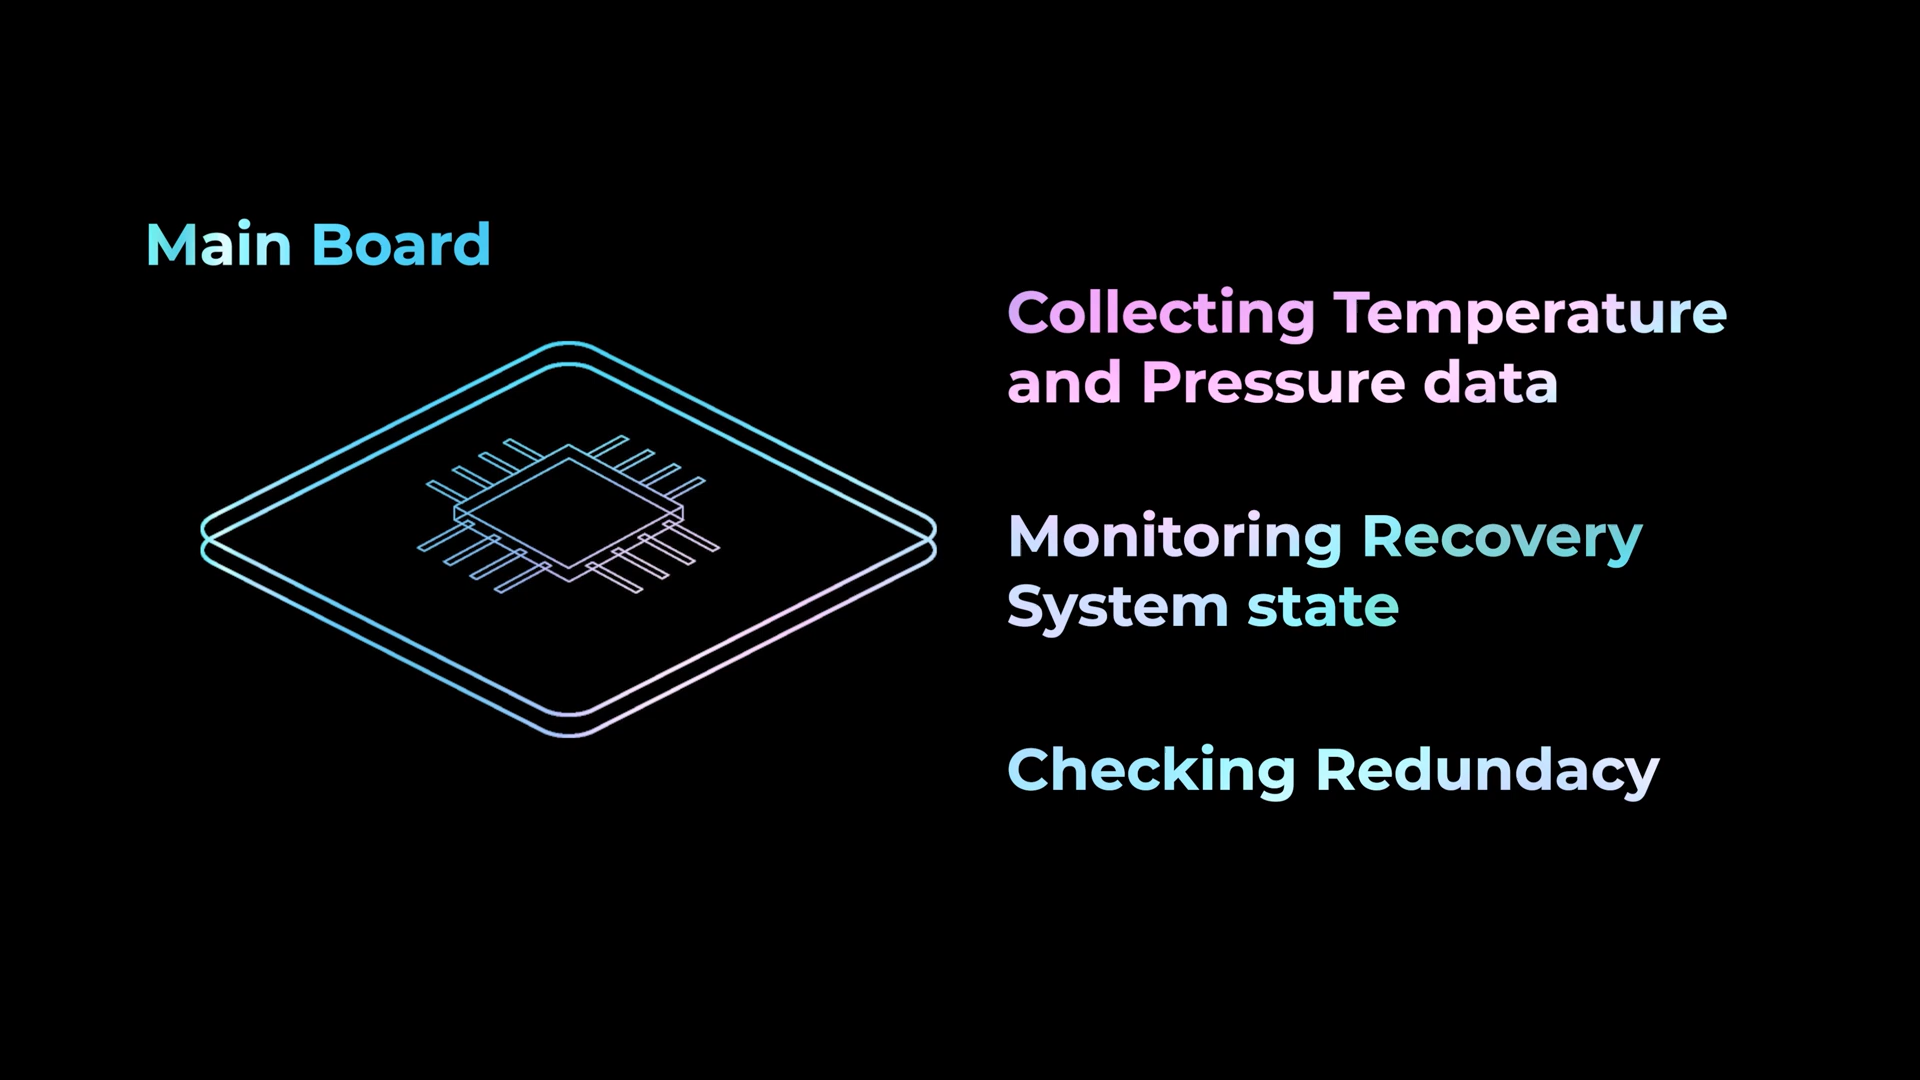 Main Board
Collecting Temperature
and Pressure data
Monitoring Recovery
System state
Checking Redundacy